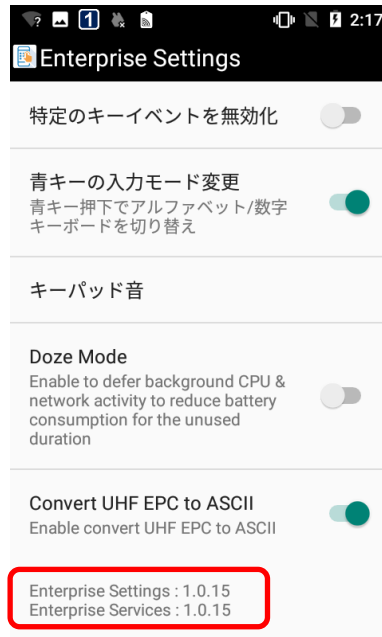 ?
1
2:17
Enterprise Settings
特定のキーイベントを無効化
青キーの入力モード変更
青キー押下でアルファベット/数字
キーボードを切り替え
キーパッド音
Doze Mode
Enable to defer background CPU &
network activity to reduce battery
consumption for the unused
duration
Convert UHF EPC to ASCII
Enable convert UHF EPC to ASCII
Enterprise Settings : 1.0.15
Enterprise Services : 1.0.15